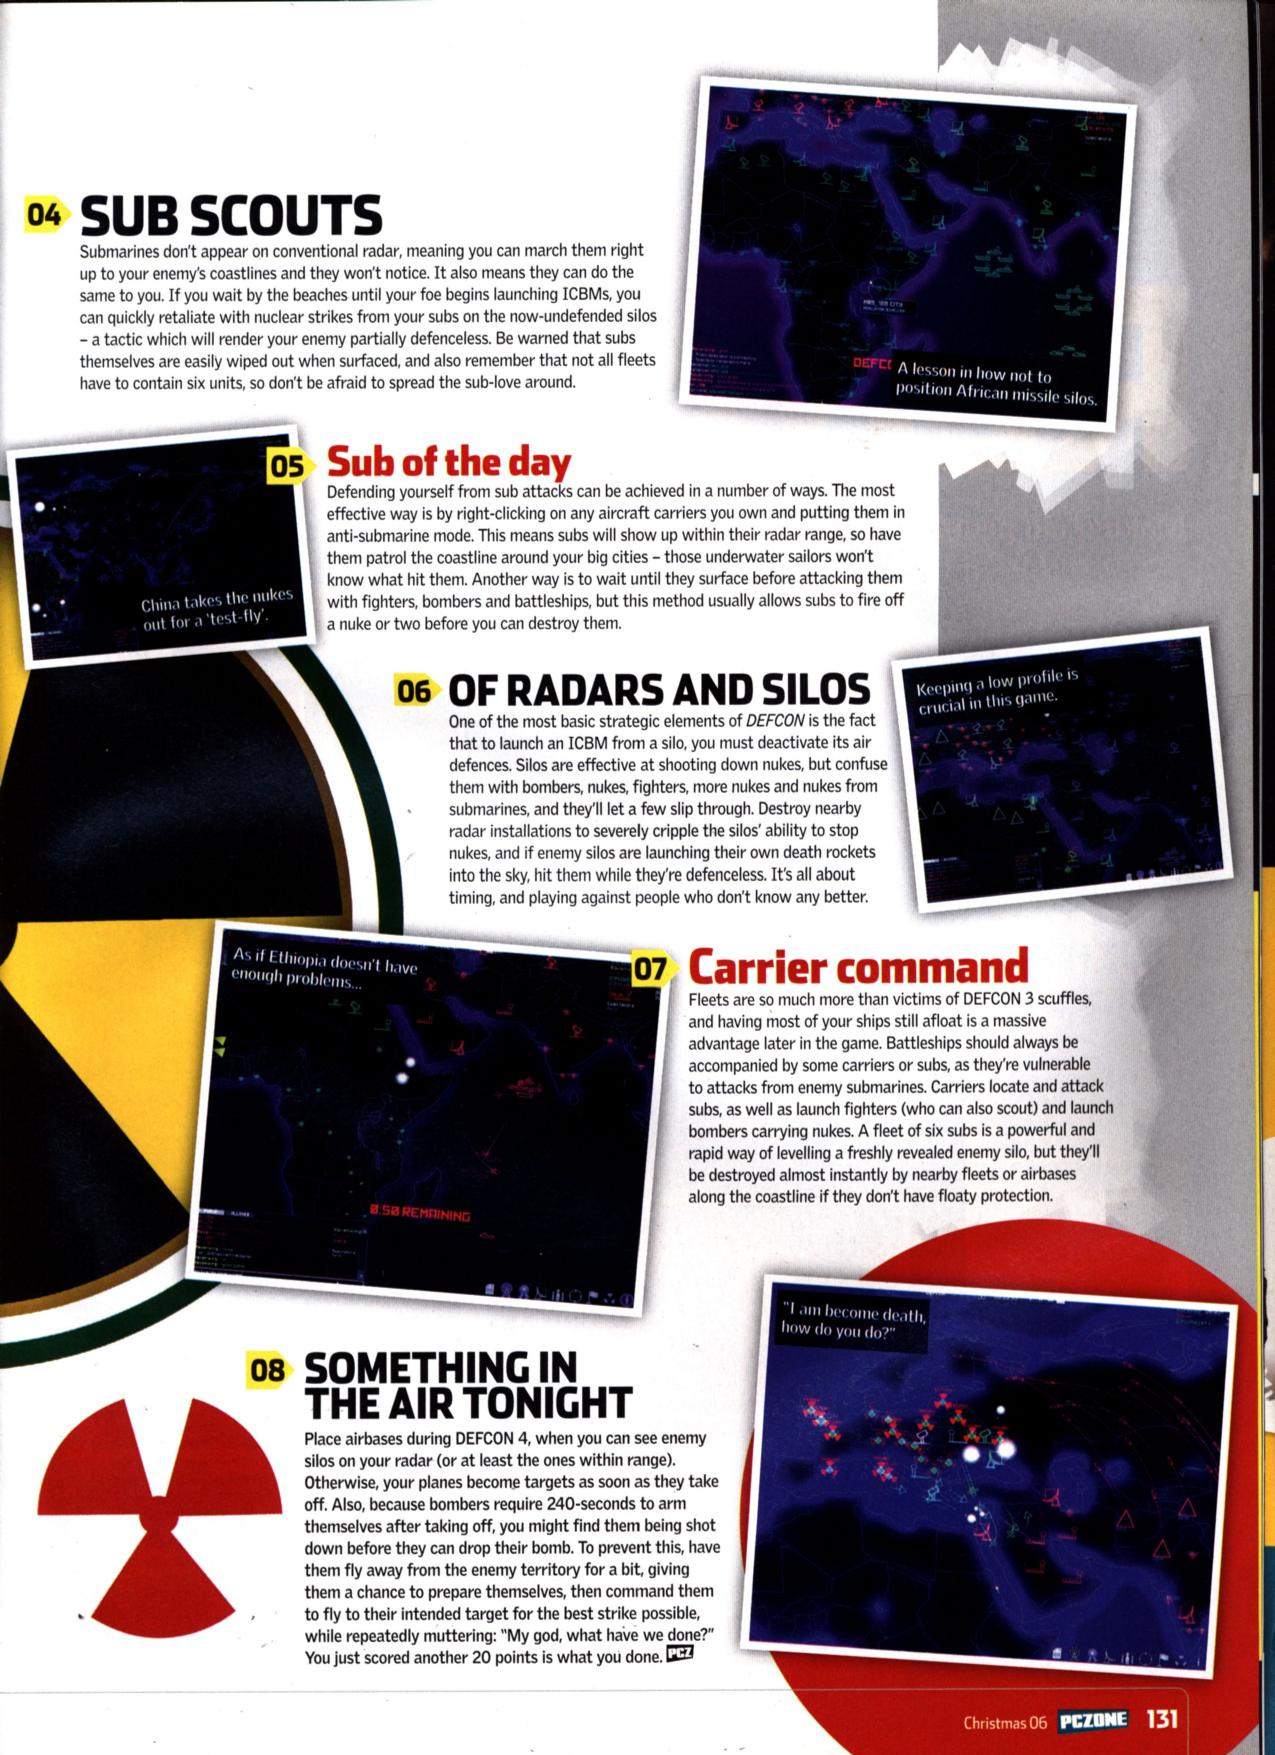 04 SUB SCOUTS
Submarines don't appear on conventional radar, meaning you can march them right
up to your enemy's coastlines and they won't notice. It also means they can do the
same to you. If you wait by the beaches until your foe begins launching ICBMs, you
can quickly retaliate with nuclear strikes from your subs on the now-undefended silos
– a tactic which will render your enemy partially defenceless. Be warned that subs
themselves are easily wiped out when surfaced, and also remember that not all fleets
have to contain six units, so don't be afraid to spread the sub-love around.
A lesson in how not to
position African missile silos.
China takes the nukes
out for a 'test-fly'.
05 Sub of the day
Defending yourself from sub attacks can be achieved in a number of ways. The most
effective way is by right-clicking on any aircraft carriers you own and putting them in
anti-submarine mode. This means subs will show up within their radar range, so have
them patrol the coastline around your big cities – those underwater sailors won't
know what hit them. Another way is to wait until they surface before attacking them
with fighters, bombers and battleships, but this method usually allows subs to fire off
a nuke or two before you can destroy them.
06 OF RADARS AND SILOS
One of the most basic strategic elements of DEFCON is the fact
that to launch an ICBM from a silo, you must deactivate its air
defences. Silos are effective at shooting down nukes, but confuse
them with bombers, nukes, fighters, more nukes and nukes from
submarines, and they'll let a few slip through. Destroy nearby
radar installations to severely cripple the silos' ability to stop
nukes, and if enemy silos are launching their own death rockets
into the sky, hit them while they're defenceless. It's all about
timing, and playing against people who don't know any better.
Keeping a low profile is
crucial in this game.
As if Ethiopia doesn't have
enough problems...
0:50 REMAINING
07 Carrier command
Fleets are so much more than victims of DEFCON 3 scuffles,
and having most of your ships still afloat is a massive
advantage later in the game. Battleships should always be
accompanied by some carriers or subs, as they're vulnerable
to attacks from enemy submarines. Carriers locate and attack
subs, as well as launch fighters (who can also scout) and launch
bombers carrying nukes. A fleet of six subs is a powerful and
rapid way of levelling a freshly revealed enemy silo, but they'll
be destroyed almost instantly by nearby fleets or airbases
along the coastline if they don't have floaty protection.
"I am become death,
how do you do?"
08 SOMETHING IN
THE AIR TONIGHT
Place airbases during DEFCON 4, when you can see enemy
silos on your radar (or at least the ones within range).
Otherwise, your planes become targets as soon as they take
off. Also, because bombers require 240-seconds to arm
themselves after taking off, you might find them being shot
down before they can drop their bomb. To prevent this, have
them fly away from the enemy territory for a bit, giving
them a chance to prepare themselves, then command them
to fly to their intended target for the best strike possible,
while repeatedly muttering: "My god, what have we done?"
You just scored another 20 points is what you done. PCZ
Christmas 06 PCZONE 131